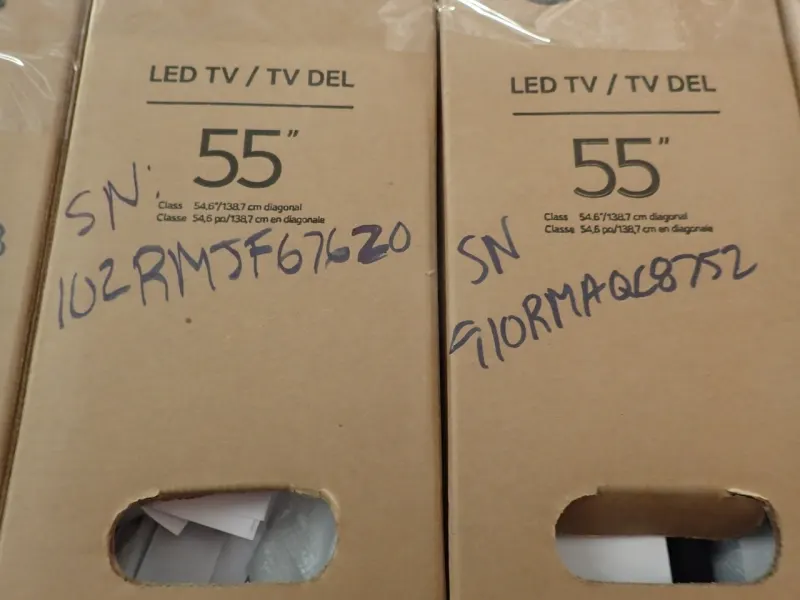 LED TV / TV DEL
55"
Class 54.6"/138.7 cm diagonal
Classe 54,6 po/138,7 cm en diagonale
SN:
102RMJF67620
LED TV / TV DEL
55"
Class 54.6"/138.7 cm diagonal
Classe 54,6 po/138,7 cm en diagonale
SN